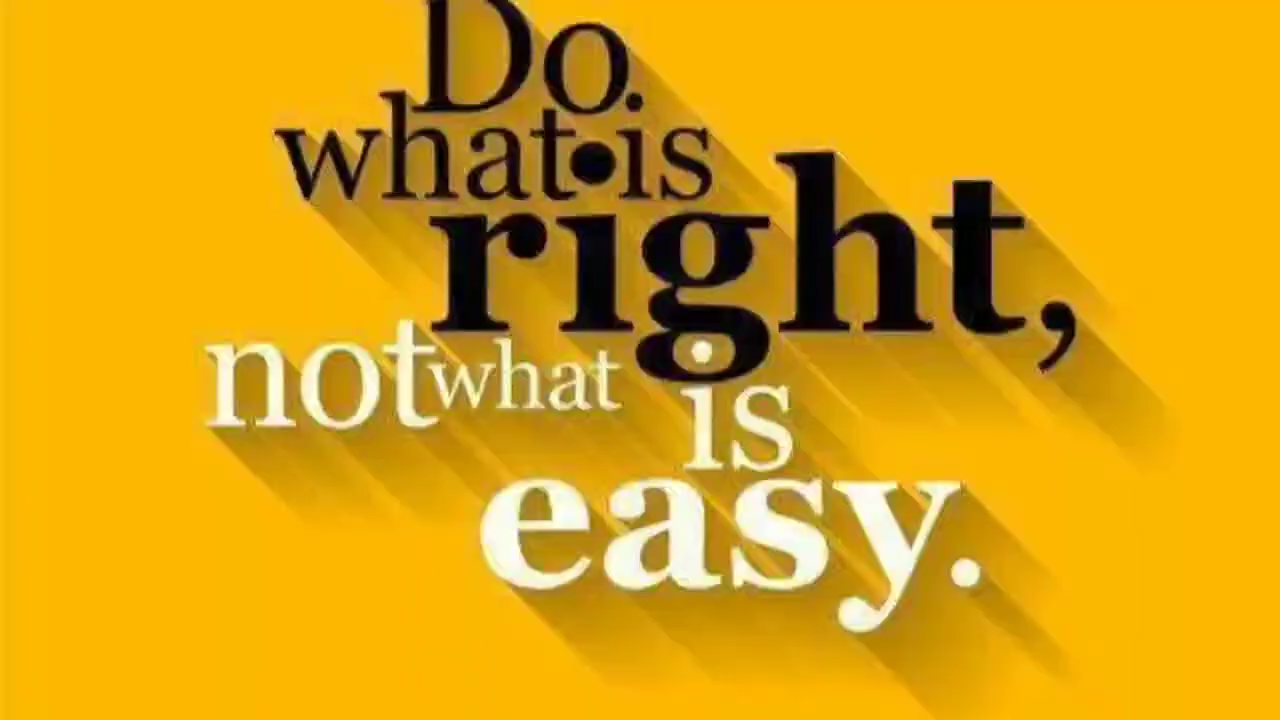 Do
what is
right,
not what
is
easy.